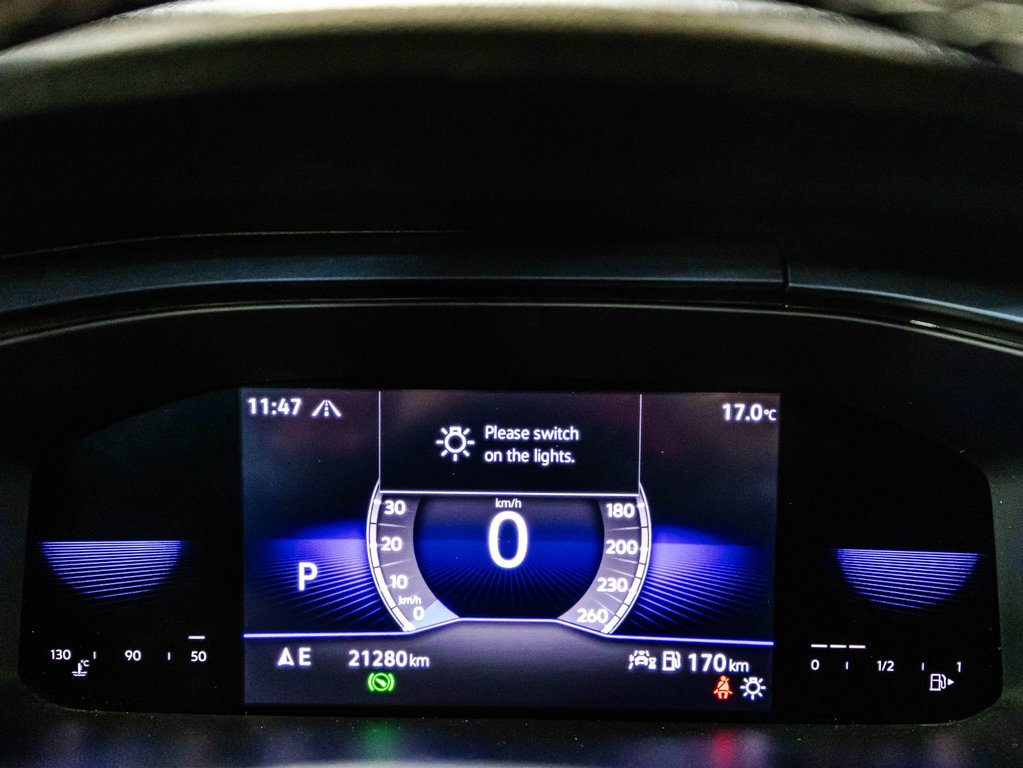 11:47
17.0°C
Please switch
on the lights.
km/h
30
180
0
20
200
P
10
230
km/h
0
260
130
°C
90
50
E
21280 km
170 km
0
1/2
1